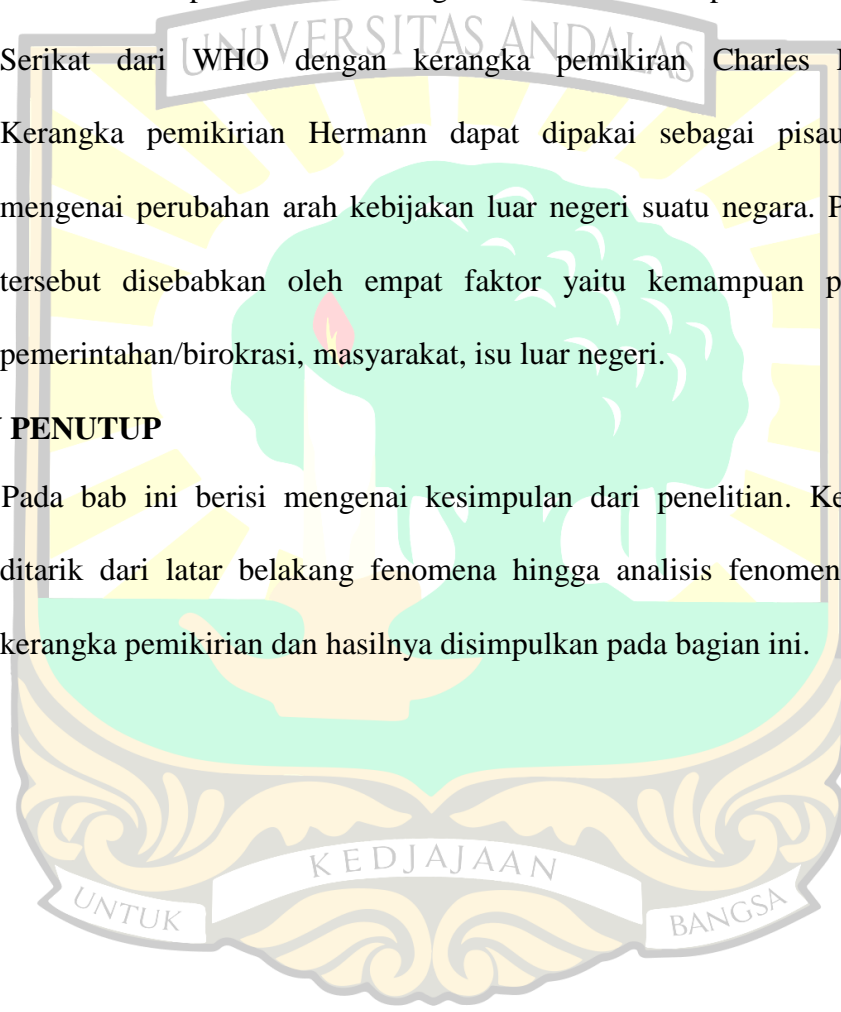 UNIVERSITAS ANDALAS
Serikat dari WHO dengan kerangka pemikiran Charles
Kerangka pemikirian Hermann dapat dipakai sebagai pisau
mengenai perubahan arah kebijakan luar negeri suatu negara.
tersebut disebabkan oleh empat faktor yaitu kemampuan
pemerintahan/birokrasi, masyarakat, isu luar negeri.
PENUTUP
Pada bab ini berisi mengenai kesimpulan dari penelitian.
ditarik dari latar belakang fenomena hingga analisis
kerangka pemikirian dan hasilnya disimpulkan pada bagian ini.
KEDJAJAAN
UNTUK
BANGSA